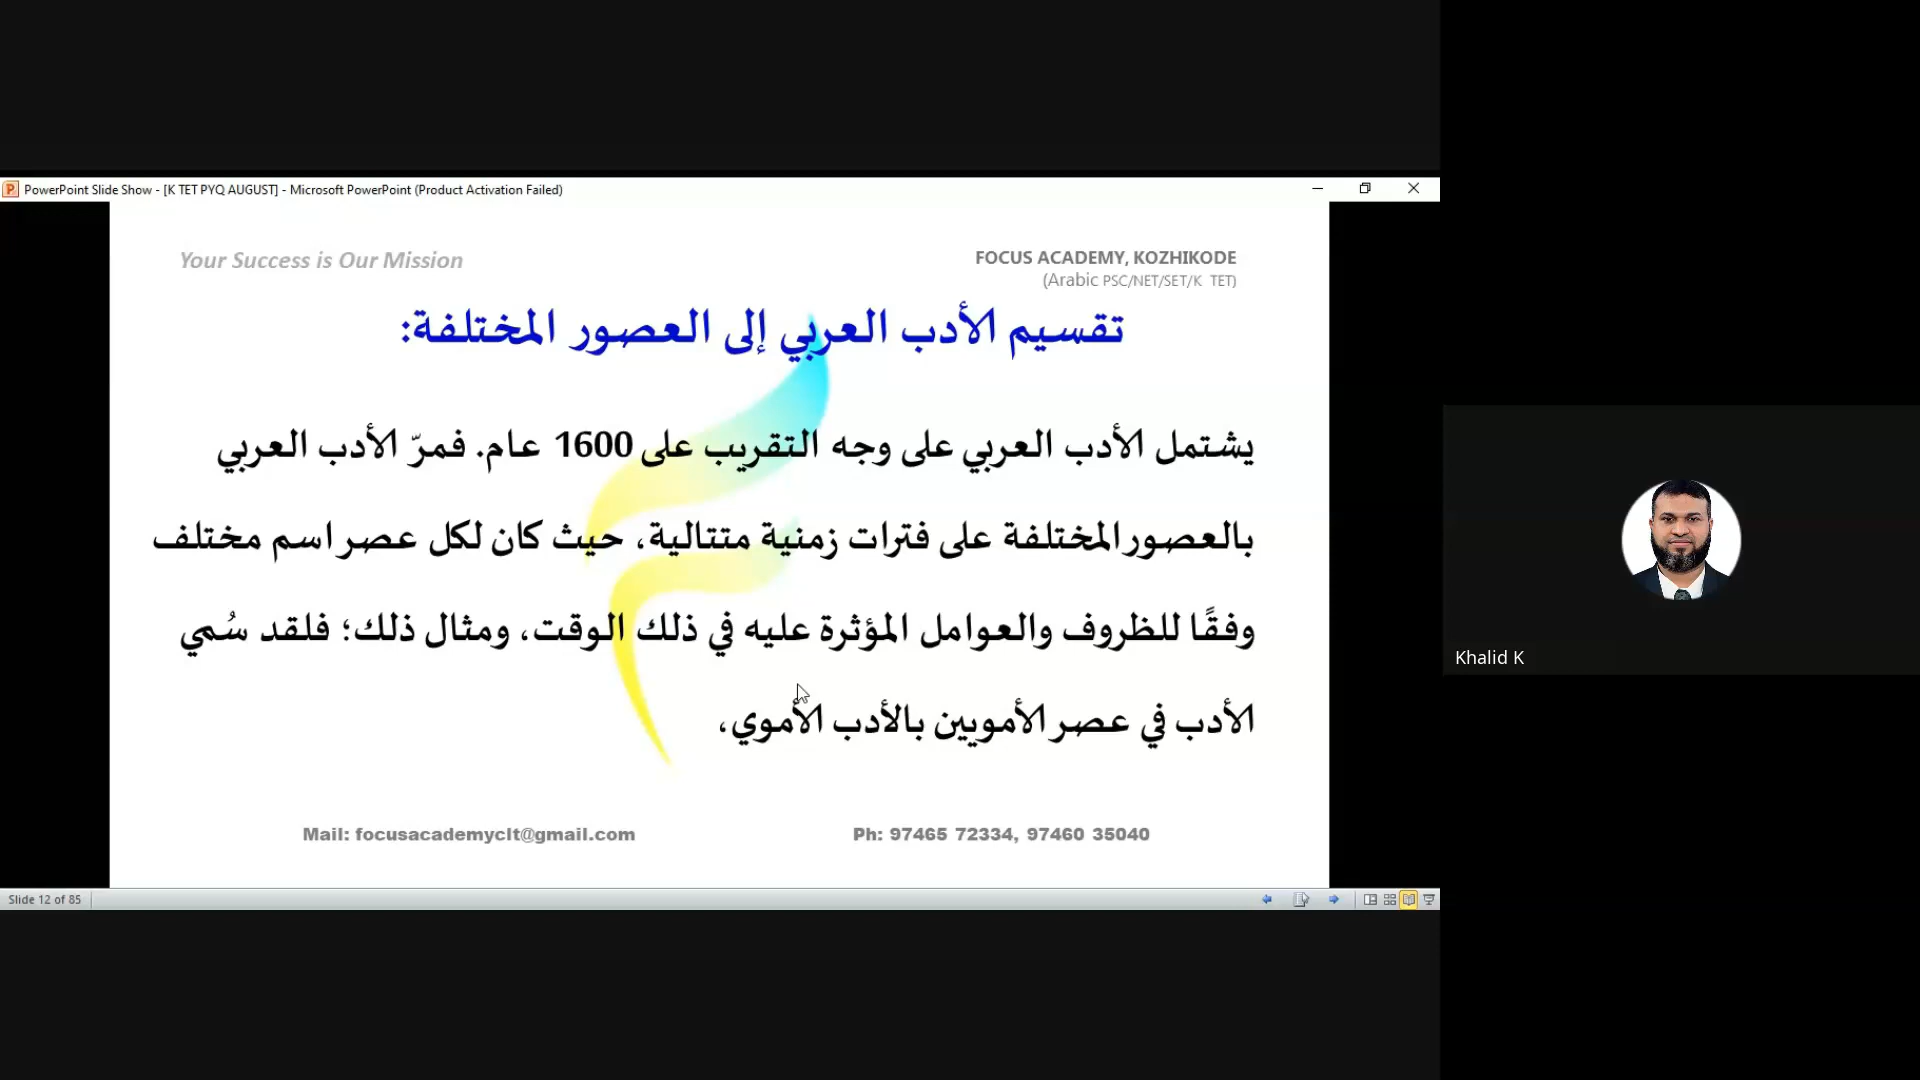 PowerPoint Slide Show - [K TET PYQ AUGUST] - Microsoft PowerPoint (Product Activation Failed)
Your Success is Our Mission
FOCUS ACADEMY, KOZHIKODE
(Arabic PSC/NET/SET/K TET)
تقسيم الأدب العربي إلى العصور المختلفة:
يشتمل الأدب العربي على وجه التقريب على 1600 عام. فمرّ الأدب العربي
بالعصور المختلفة على فترات زمنية متتالية، حيث كان لكل عصر اسم مختلف
وفقًا للظروف والعوامل المؤثرة عليه في ذلك الوقت، ومثال ذلك؛ فلقد سُمي
الأدب في عصر الأمويين بالأدب الأموي،
Mail: focusacademyclt@gmail.com
Ph: 97465 72334, 97460 35040
Slide 12 of 85
Khalid K